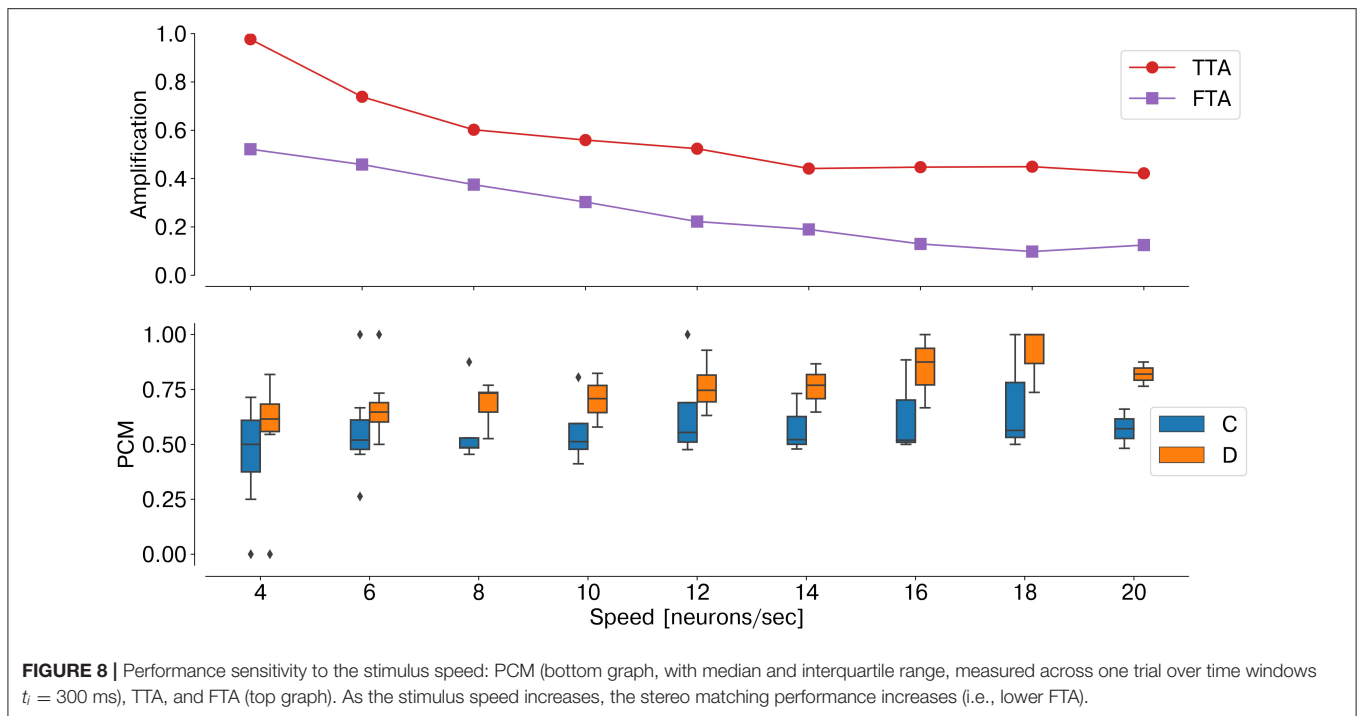 1.0
0.8
0.6
0.4
0.2
0.0
Amplification
TTA
FTA
1.00
0.75
0.50
0.25
0.00
PCM
C
D
4 6 8 10 12 14 16 18 20
Speed [neurons/sec]
FIGURE 8 | Performance sensitivity to the stimulus speed: PCM (bottom graph, with median and interquartile range, measured across one trial over time windows
tᵢ = 300 ms), TTA, and FTA (top graph). As the stimulus speed increases, the stereo matching performance increases (i.e., lower FTA).